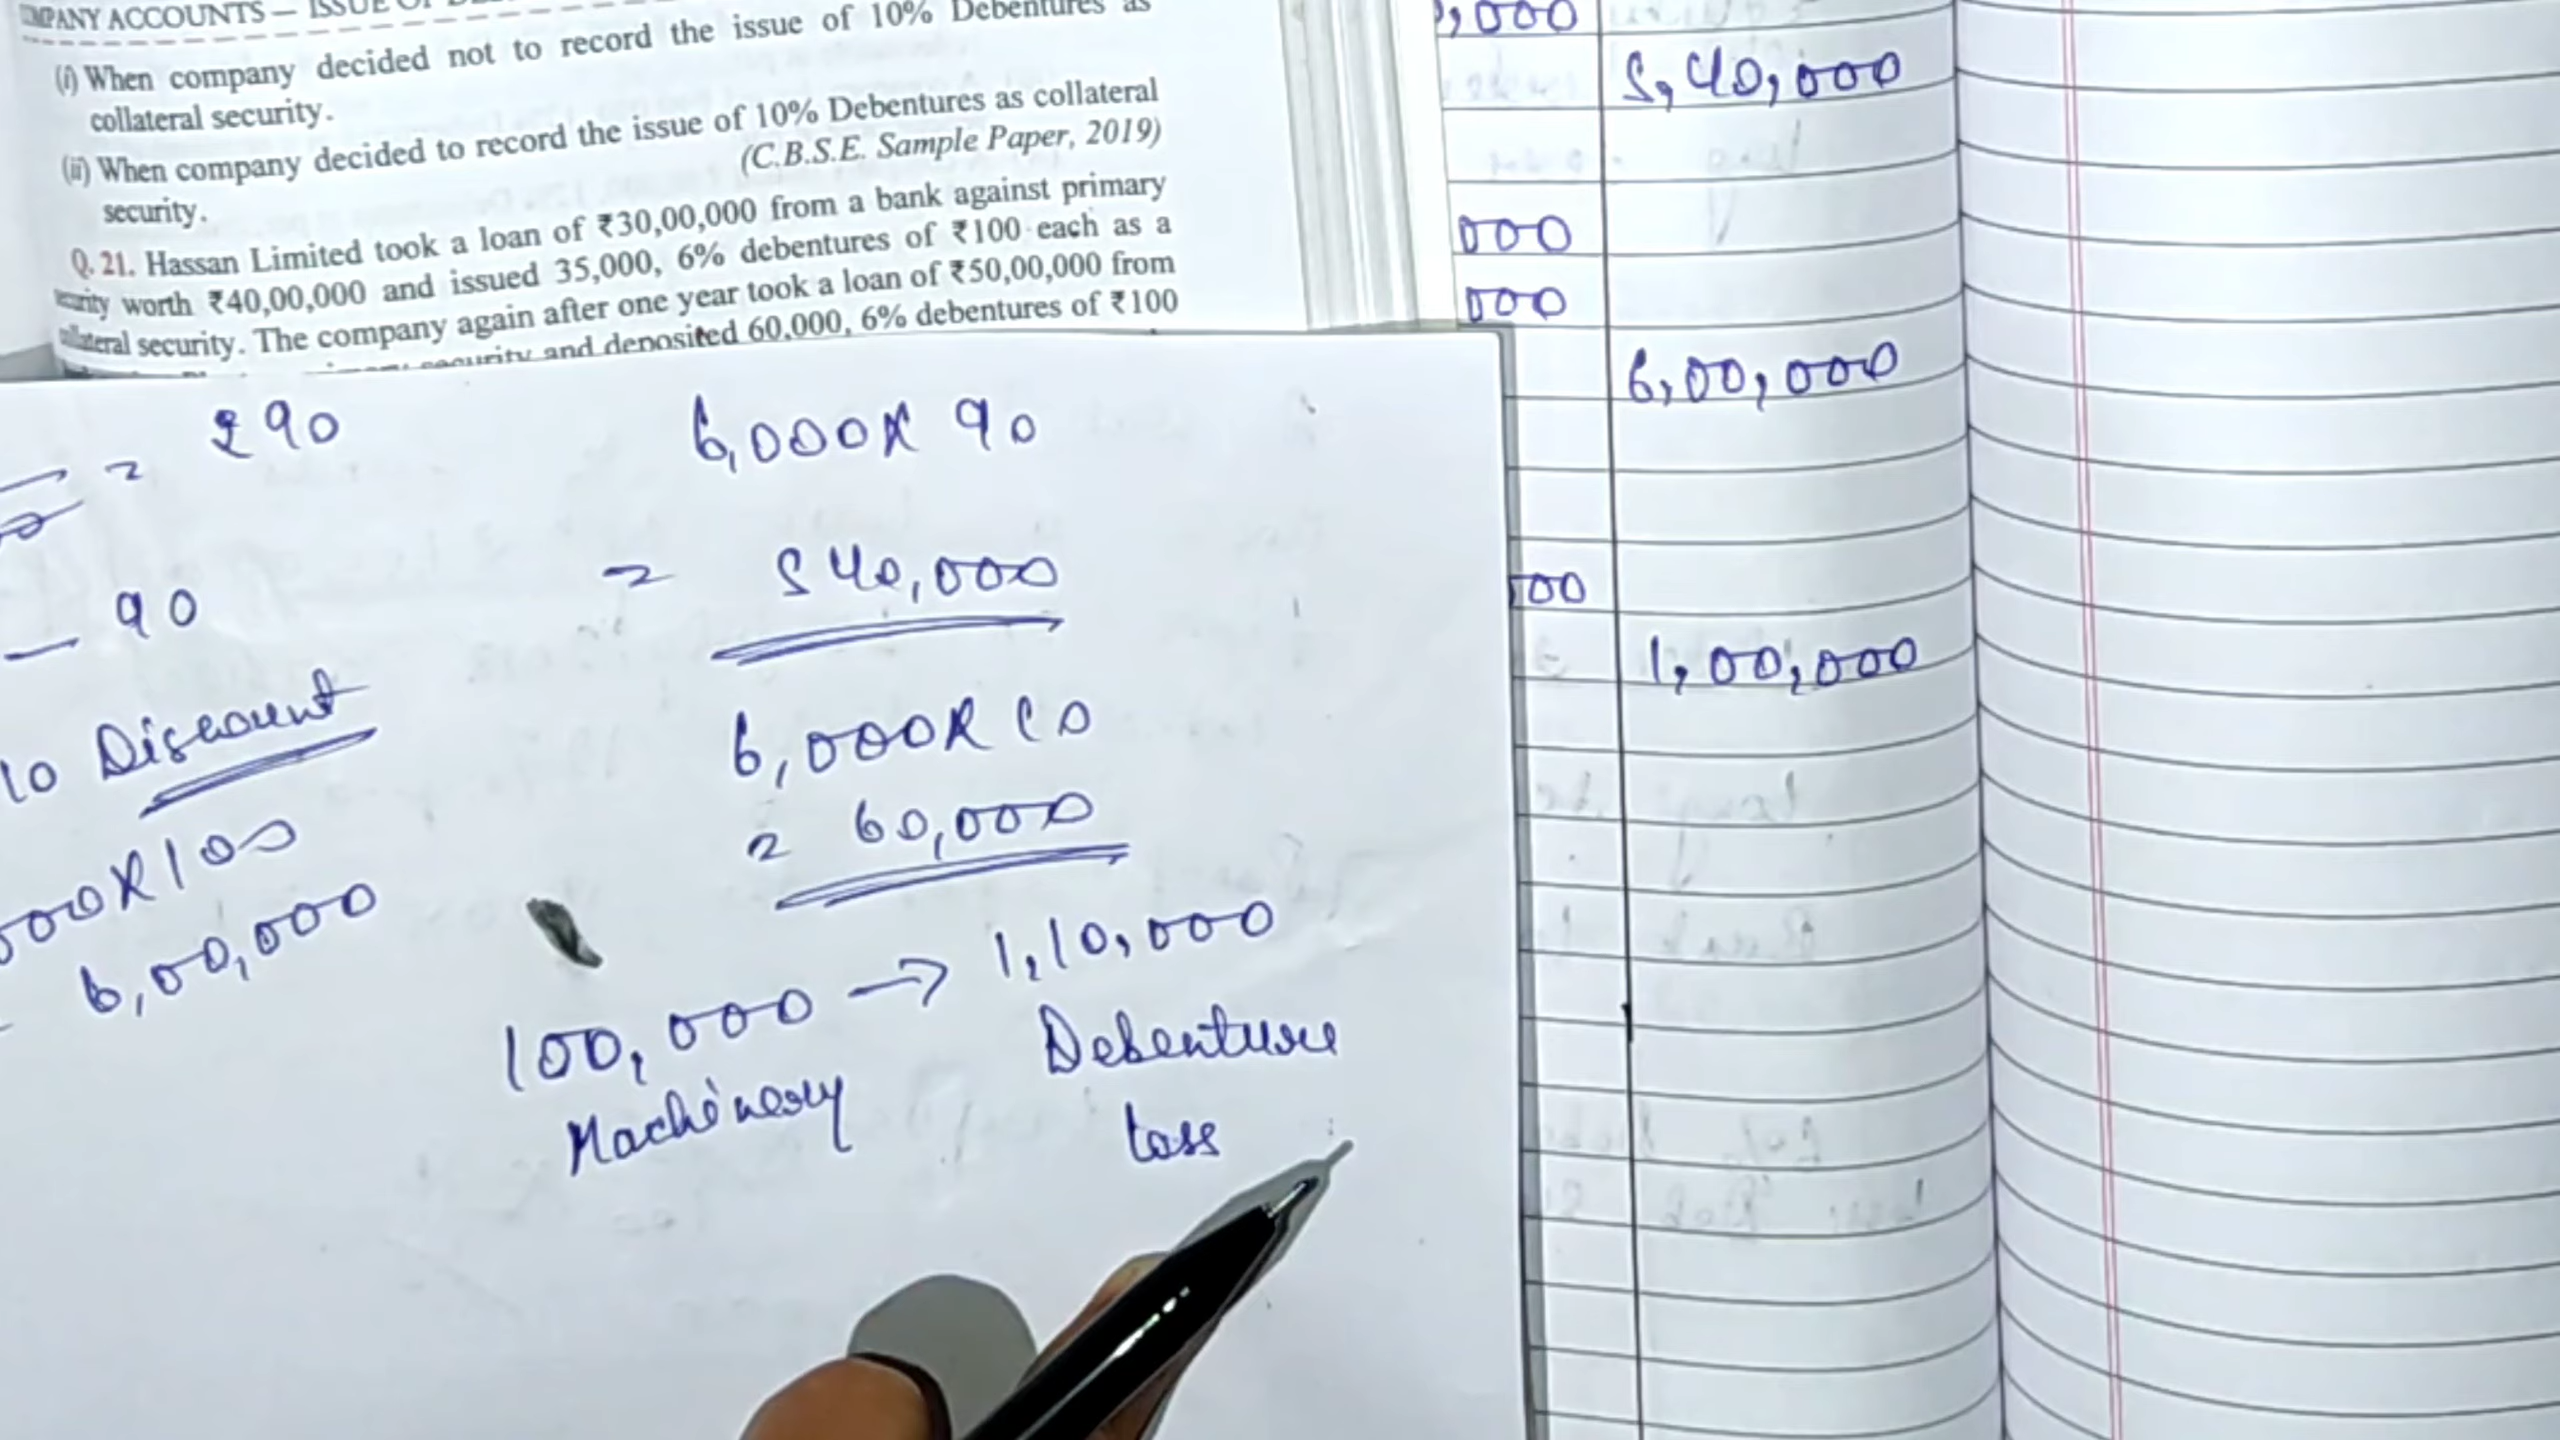 COMPANY ACCOUNTS — ISSUE OF
(i) When company decided not to record the issue of 10% Debentures as
collateral security.
(ii) When company decided to record the issue of 10% Debentures as collateral
security.
(C.B.S.E. Sample Paper, 2019)
Q. 21. Hassan Limited took a loan of ₹30,00,000 from a bank against primary
security worth ₹40,00,000 and issued 35,000, 6% debentures of ₹100 each as a
collateral security. The company again after one year took a loan of ₹50,00,000 from
security and deposited 60,000, 6% debentures of ₹100
= ₹90
— 90
10 Discount
000 X 100
6,00,000
6,000 X 90
= 540,000
6,000 X 10
= 60,000
100,000 → 1,10,000
Machinery
Debenture
Loss
,000
5,40,000
000
000
6,00,000
00
1,00,000